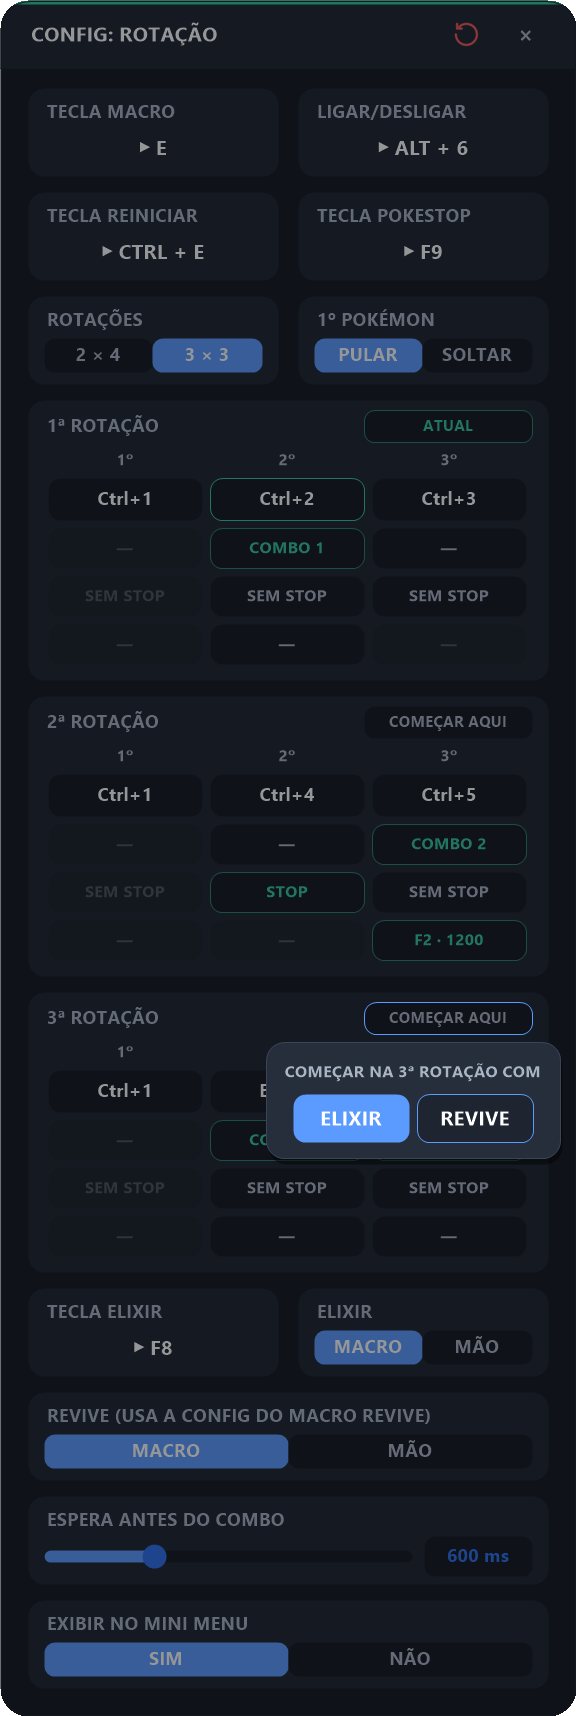 CONFIG: ROTAÇÃO ×
TECLA MACRO
▸ E
LIGAR/DESLIGAR
▸ ALT + 6
TECLA REINICIAR
▸ CTRL + E
TECLA POKESTOP
▸ F9
ROTAÇÕES
2 × 4 3 × 3
1º POKÉMON
PULAR SOLTAR
1ª ROTAÇÃO ATUAL
1º 2º 3º
Ctrl+1 Ctrl+2 Ctrl+3
— COMBO 1 —
SEM STOP SEM STOP SEM STOP
— — —
2ª ROTAÇÃO COMEÇAR AQUI
1º 2º 3º
Ctrl+1 Ctrl+4 Ctrl+5
— — COMBO 2
SEM STOP STOP SEM STOP
— — F2 · 1200
3ª ROTAÇÃO COMEÇAR AQUI
1º
COMEÇAR NA 3ª ROTAÇÃO COM
Ctrl+1
ELIXIR REVIVE
—
SEM STOP SEM STOP SEM STOP
— — —
TECLA ELIXIR
▸ F8
ELIXIR
MACRO MÃO
REVIVE (USA A CONFIG DO MACRO REVIVE)
MACRO MÃO
ESPERA ANTES DO COMBO
600 ms
EXIBIR NO MINI MENU
SIM NÃO